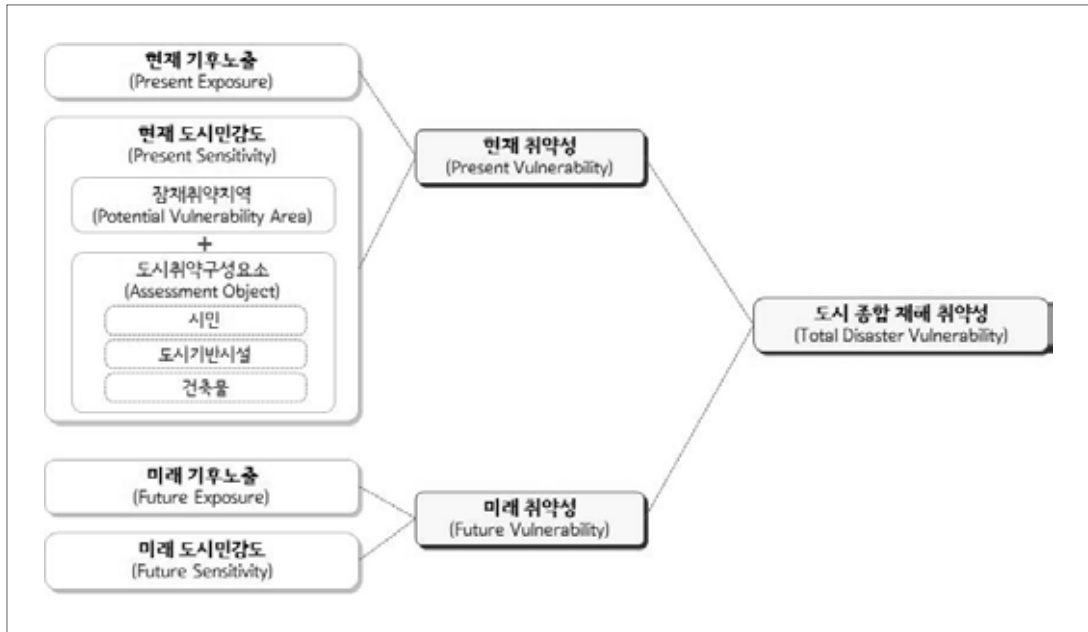 현재 기후노출
(Present Exposure)
현재 도시민감도
(Present Sensitivity)
잠재취약지역
(Potential Vulnerability Area)
+
도시취약구성요소
(Assessment Object)
시민
도시기반시설
건축물
현재 취약성
(Present Vulnerability)
미래 기후노출
(Future Exposure)
미래 도시민감도
(Future Sensitivity)
미래 취약성
(Future Vulnerability)
도시 종합 재해 취약성
(Total Disaster Vulnerability)